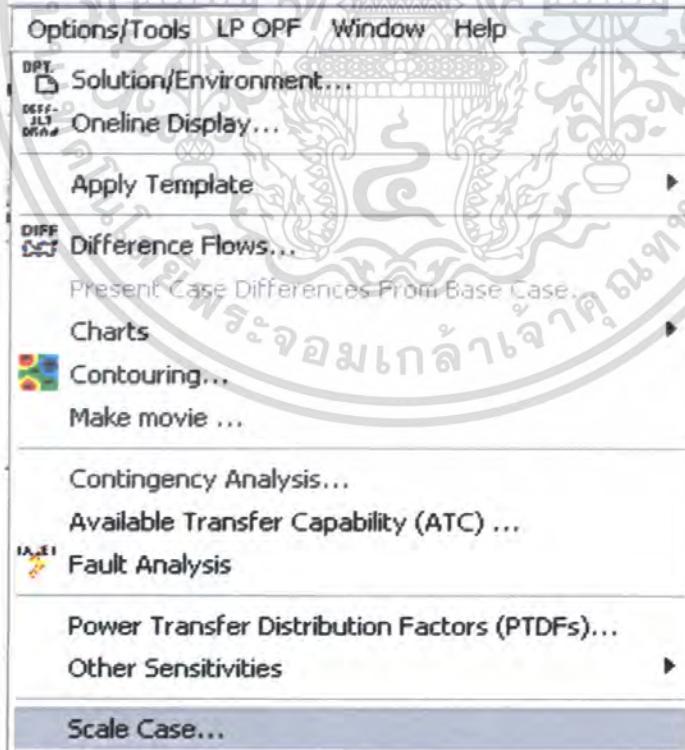 Options/Tools LP OPF Window Help
Solution/Environment...
Oneline Display...
Apply Template
DIFF
Difference Flows...
Present Case Differences From Base Case...
Charts
Contouring...
Make movie ...
Contingency Analysis...
Available Transfer Capability (ATC) ...
Fault Analysis
Power Transfer Distribution Factors (PTDFs)...
Other Sensitivities
Scale Case...